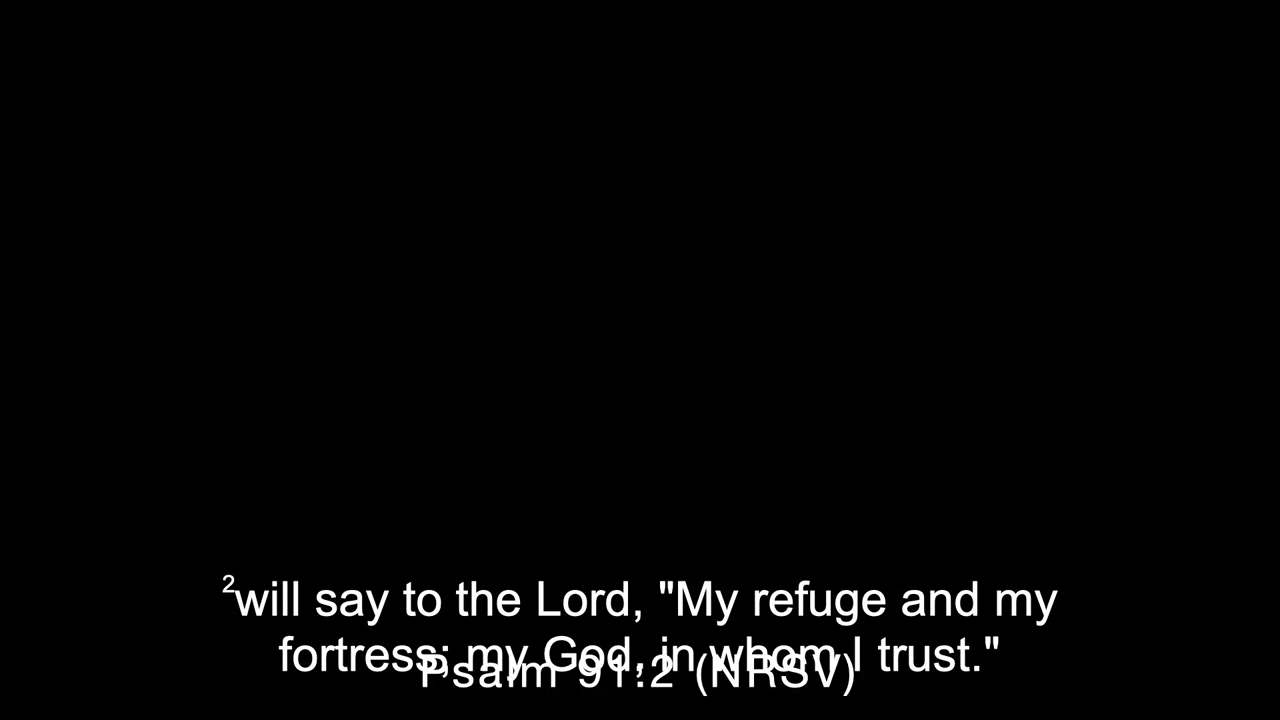 ²will say to the Lord, "My refuge and my
fortress; my God, in whom I trust."
Psalm 91:2 (NRSV)